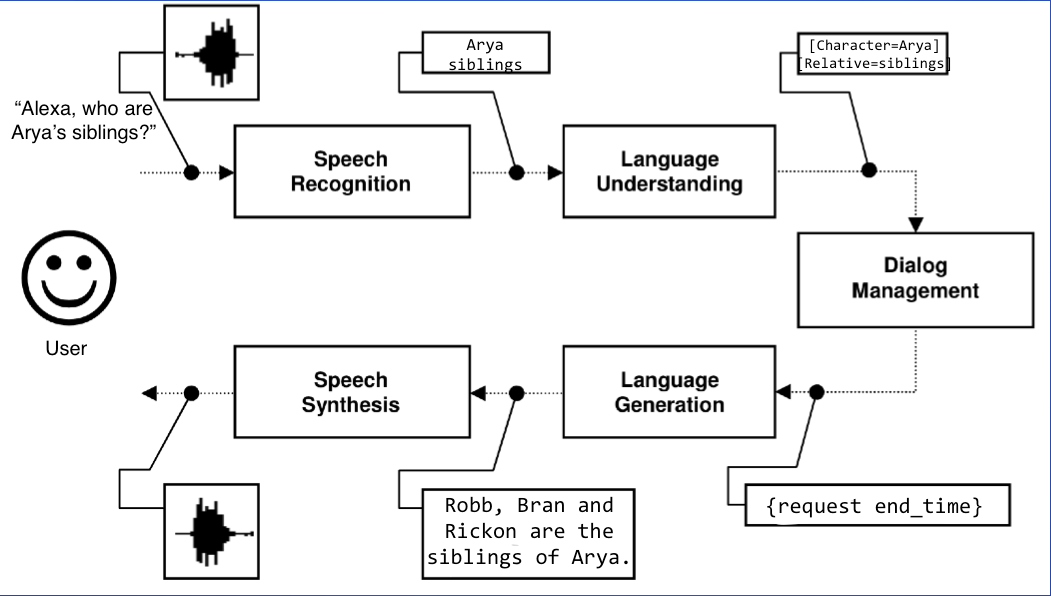 Arya
siblings
[Character=Arya]
[Relative=siblings]
“Alexa, who are
Arya’s siblings?”
Speech
Recognition
Language
Understanding
Dialog
Management
User
Speech
Synthesis
Language
Generation
Robb, Bran and
Rickon are the
siblings of Arya.
{request end_time}